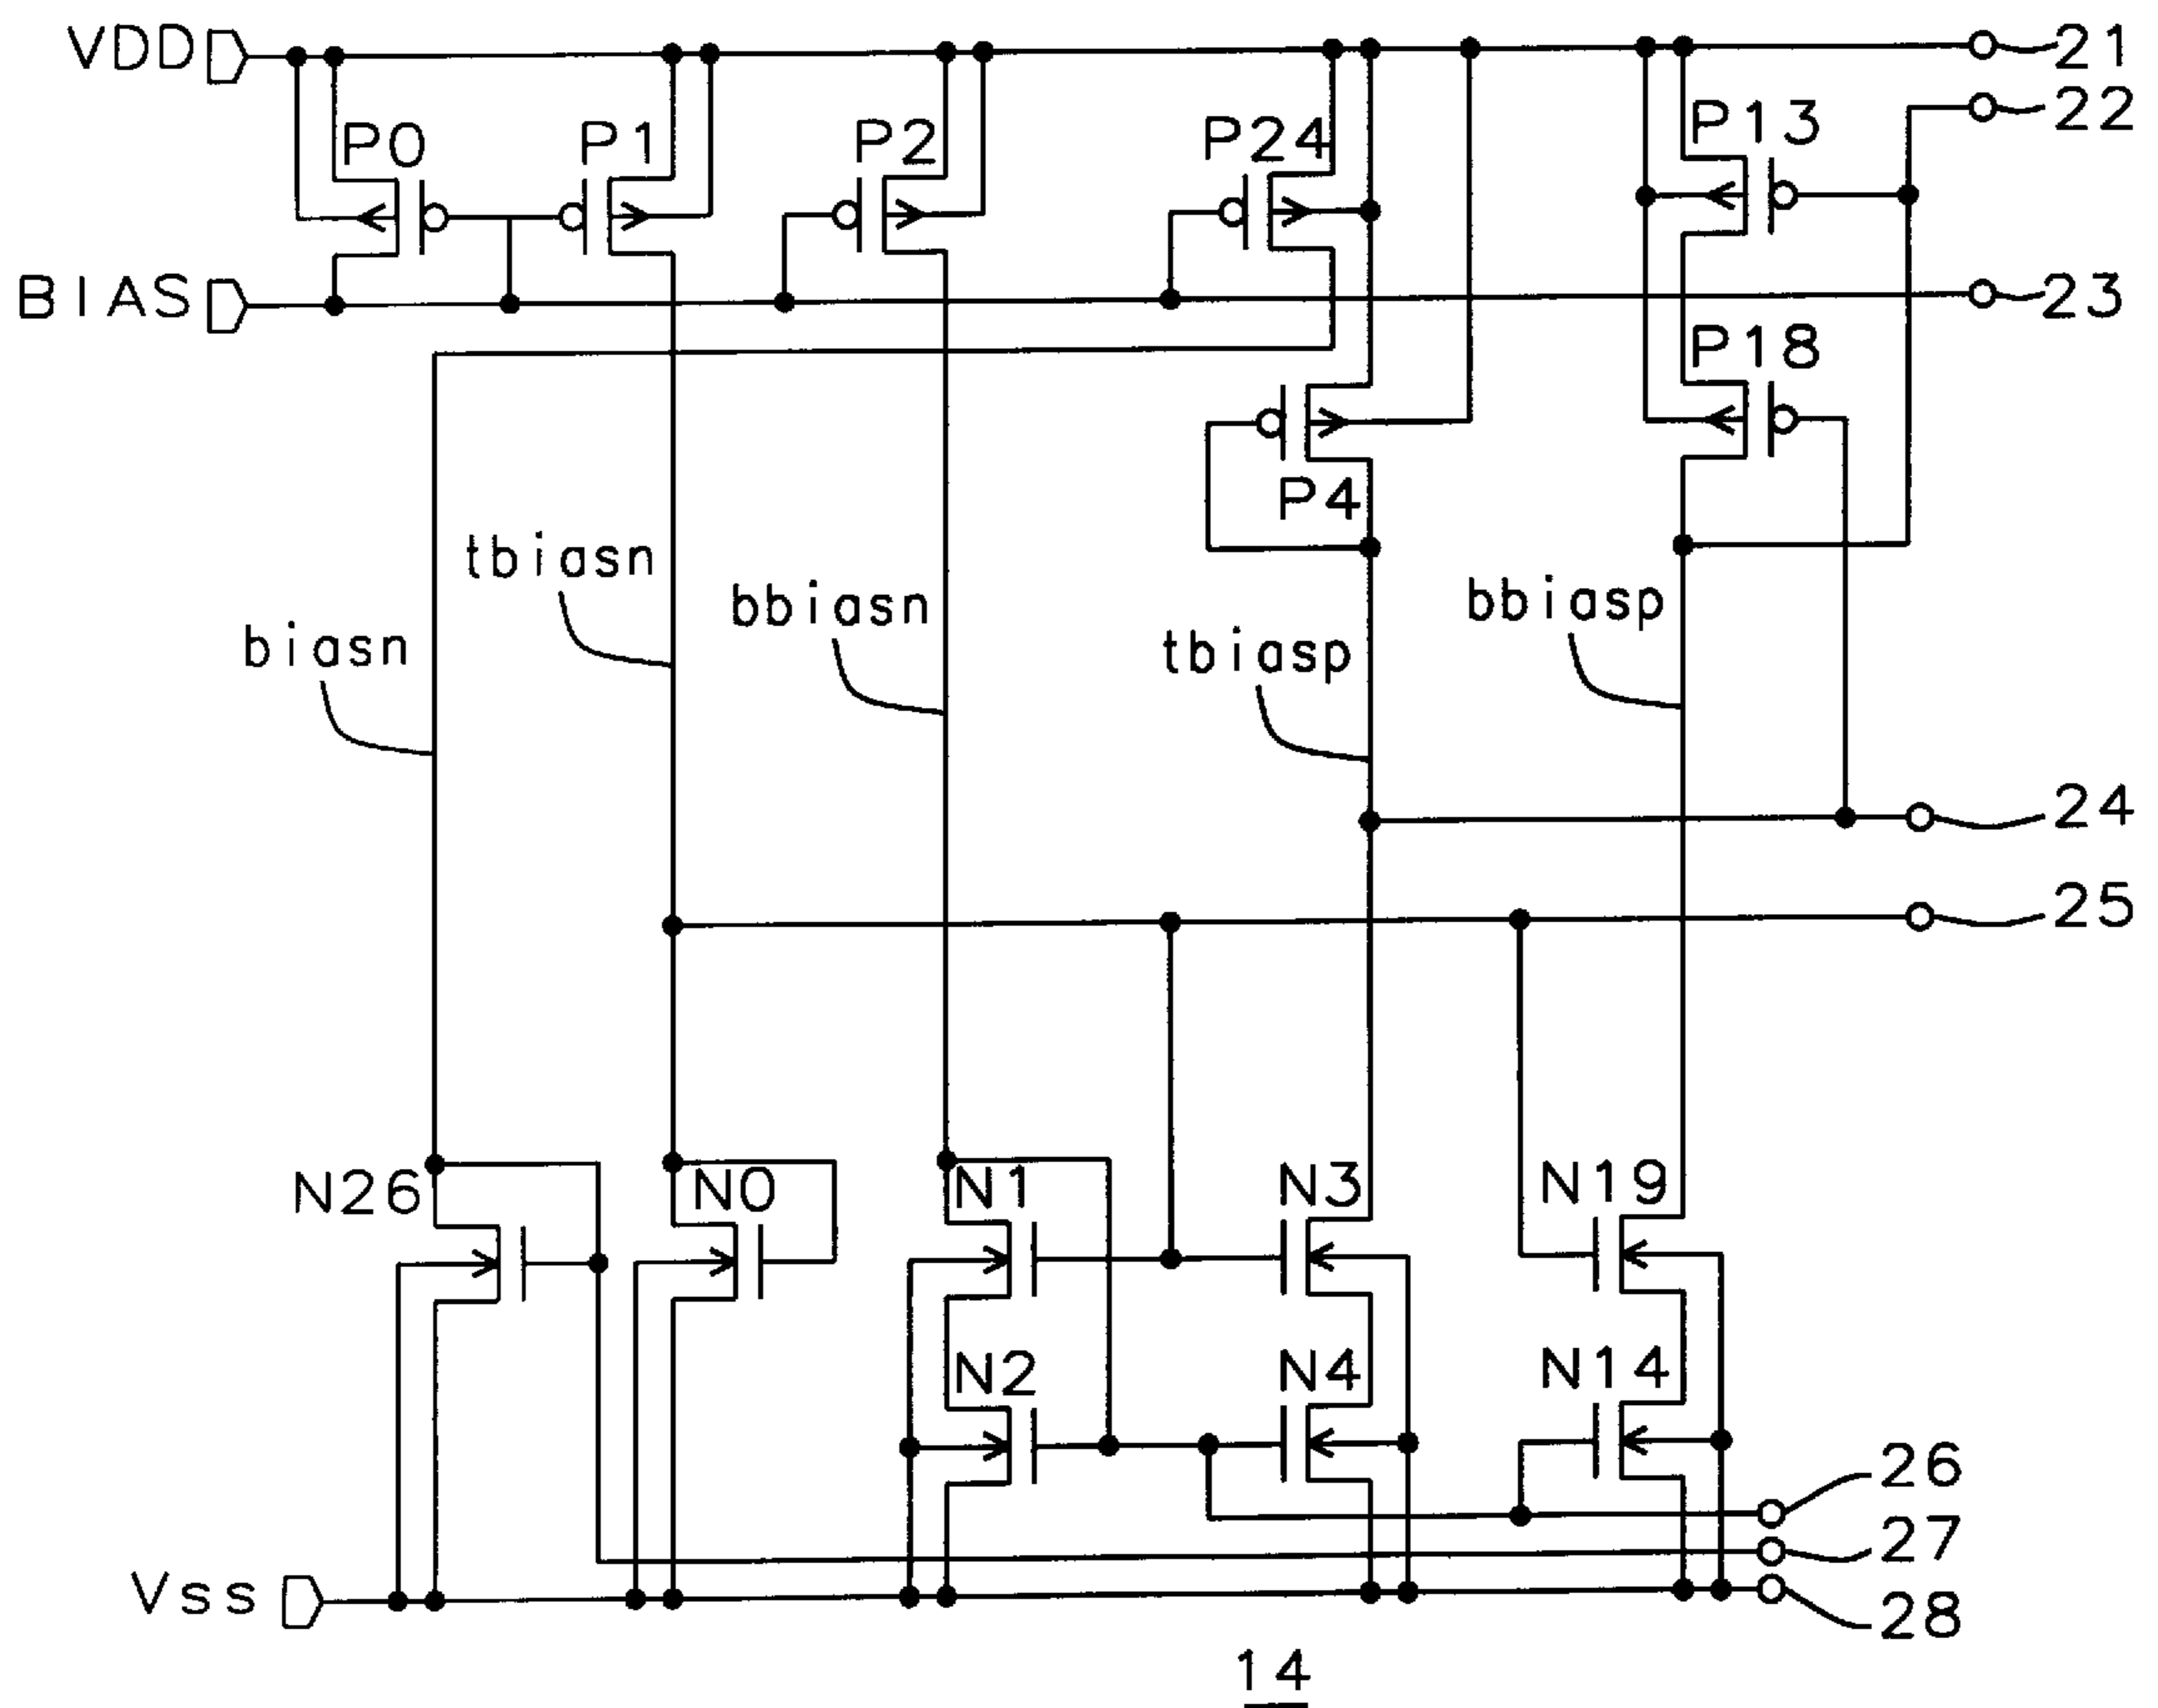 VDD
21
22
P0
P1
P2
P24
P13
BIAS
23
P18
P4
tbiasn
bbiasn
bbiasp
biasn
tbiasp
24
25
N26
N0
N1
N3
N19
N2
N4
N14
26
27
Vss
28
14